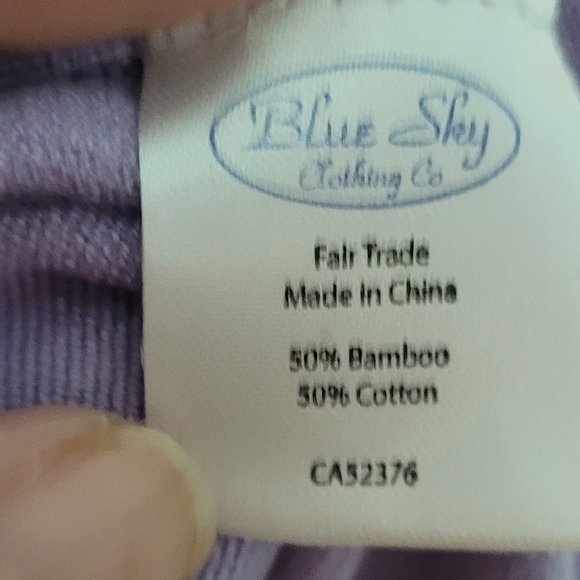 Blue Sky
Clothing Co
Fair Trade
Made in China
50% Bamboo
50% Cotton
CA52376